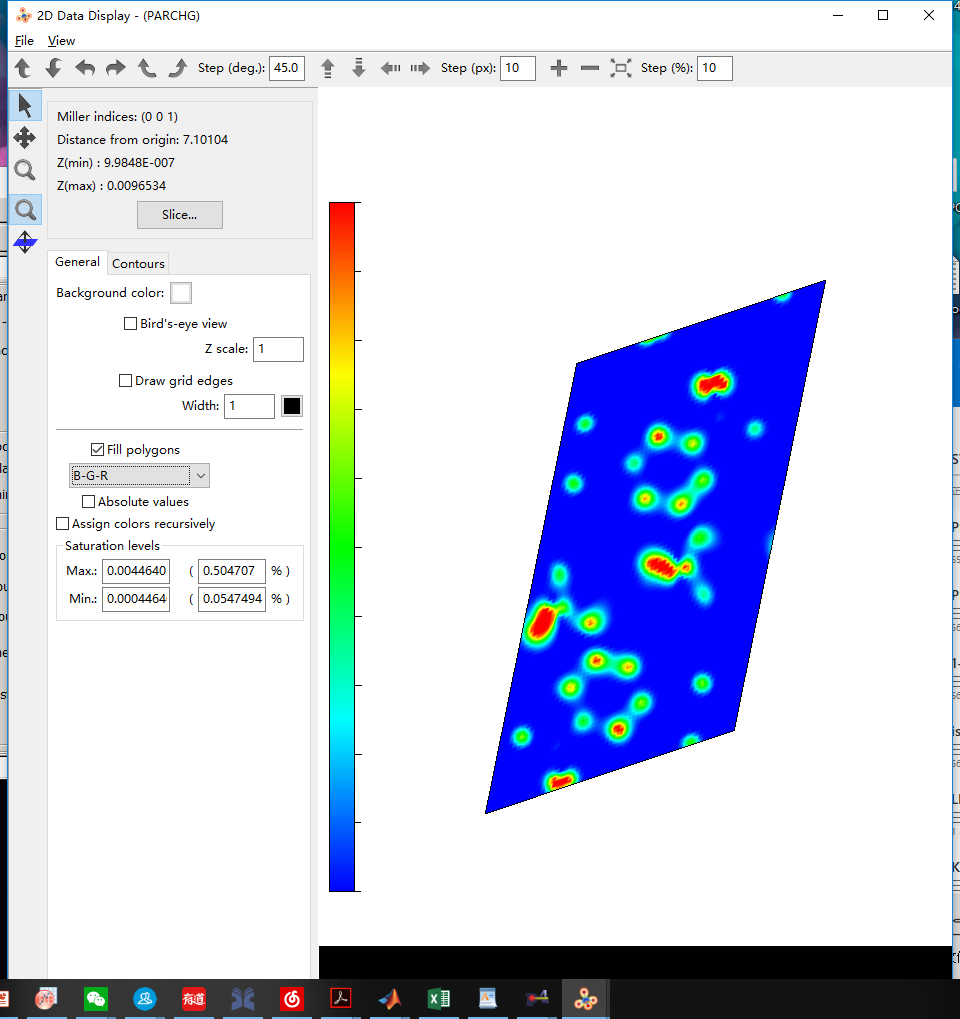 2D Data Display - (PARCHG)
File View
Step (deg.): 45.0 Step (px): 10 Step (%): 10
Miller indices: (0 0 1)
Distance from origin: 7.10104
Z(min) : 9.9848E-007
Z(max) : 0.0096534
Slice...
General Contours
Background color:
Bird's-eye view
Z scale: 1
Draw grid edges
Width: 1
Fill polygons
B-G-R
Absolute values
Assign colors recursively
Saturation levels
Max.: 0.0044640 ( 0.504707 % )
Min.: 0.0004464 ( 0.0547494 % )
有道